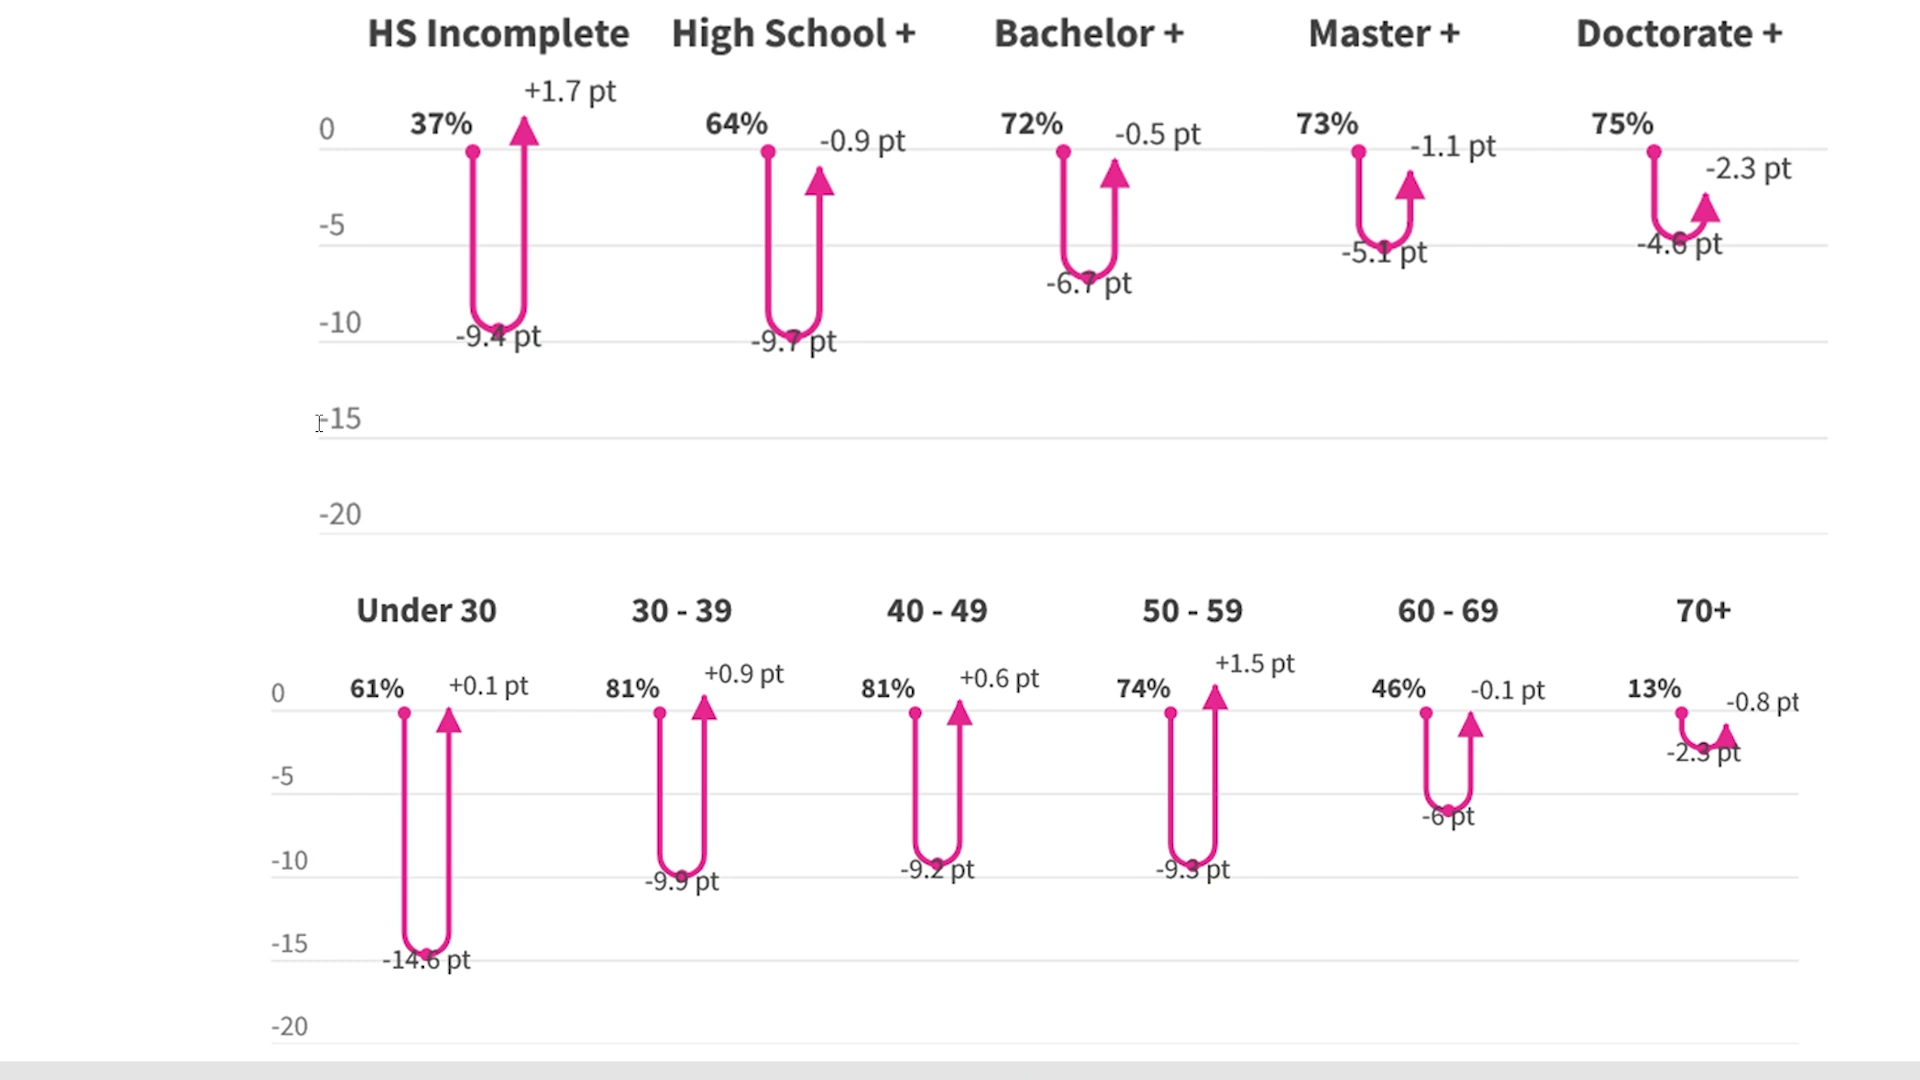 HS Incomplete High School + Bachelor + Master + Doctorate +
+1.7 pt
0 37% 64% -0.9 pt 72% -0.5 pt 73% -1.1 pt 75% -2.3 pt
-5 -5.1 pt -4.6 pt
-6.7 pt
-10 -9.4 pt -9.7 pt
-15
-20
Under 30 30 - 39 40 - 49 50 - 59 60 - 69 70+
0 61% +0.1 pt 81% +0.9 pt 81% +0.6 pt 74% +1.5 pt 46% -0.1 pt 13% -0.8 pt
-2.3 pt
-5
-6 pt
-10 -9.9 pt -9.2 pt -9.3 pt
-15 -14.6 pt
-20